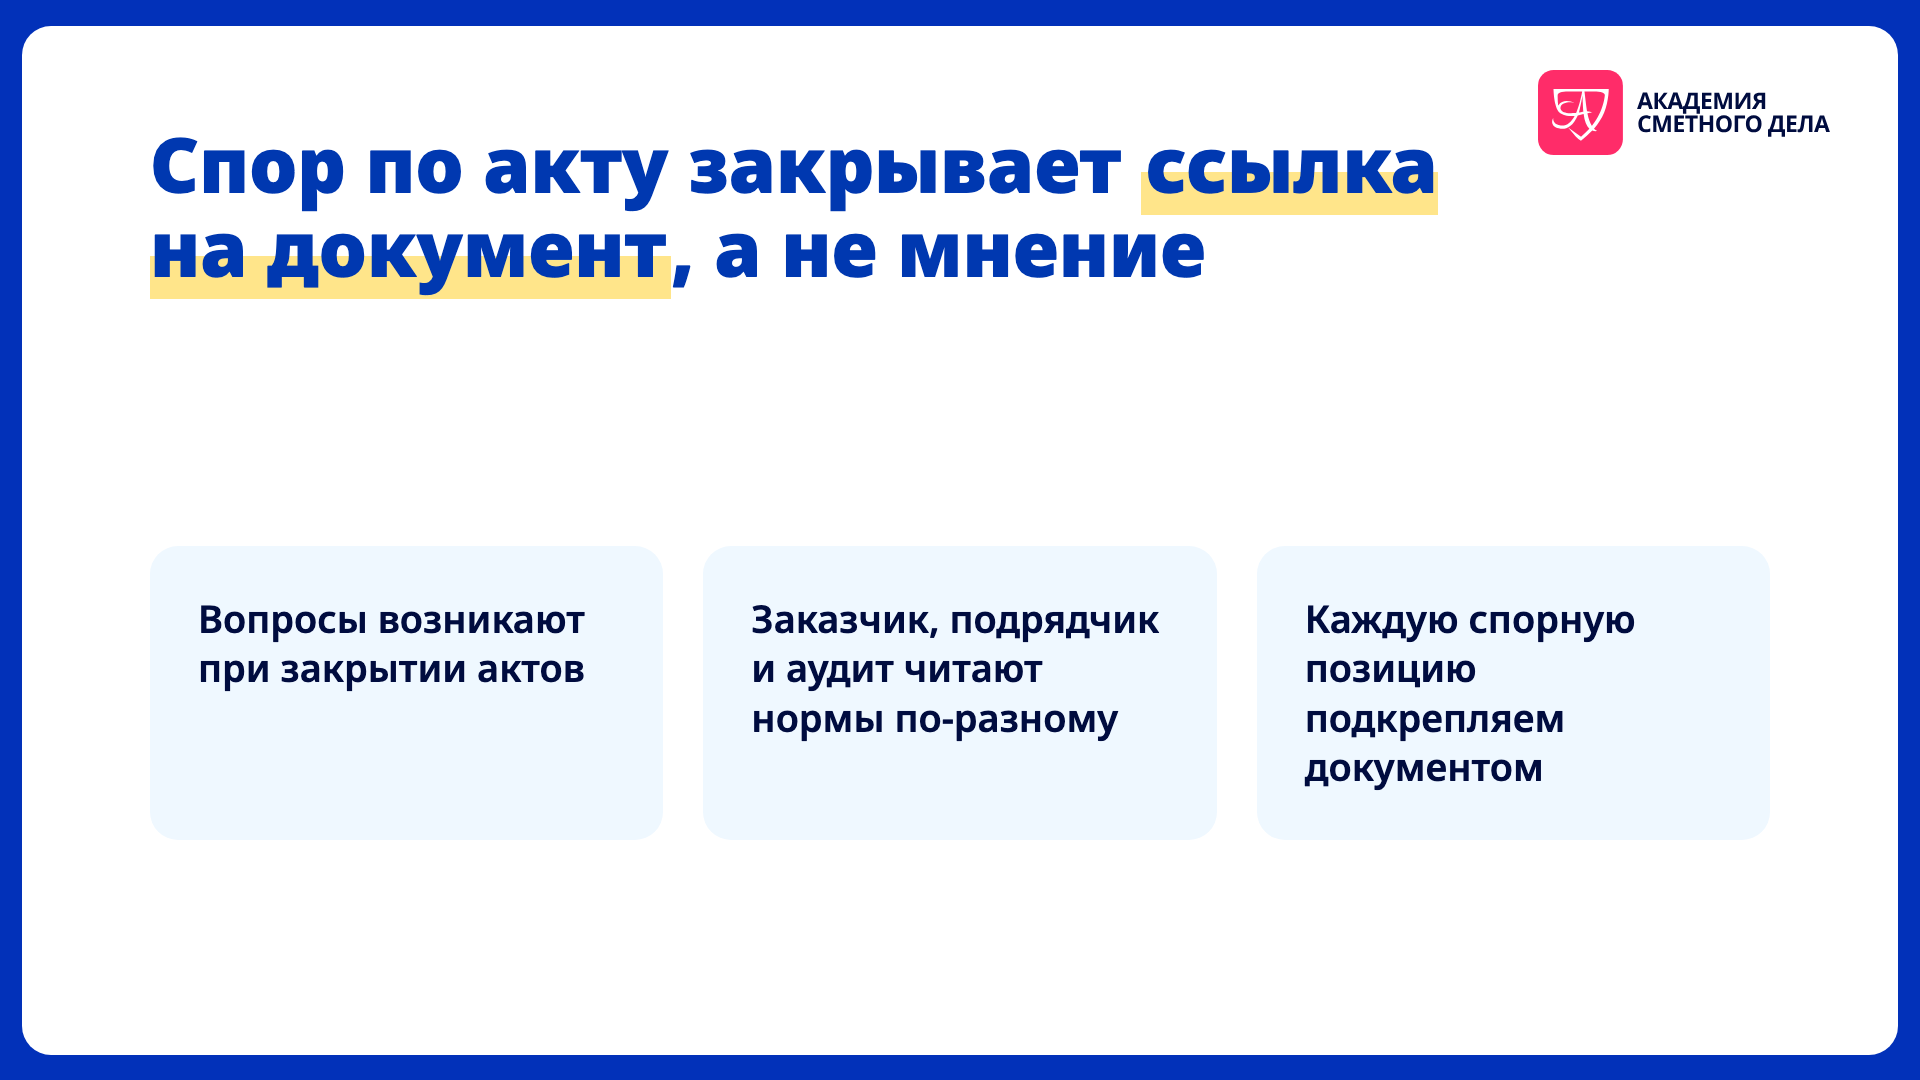 АКАДЕМИЯ
СМЕТНОГО ДЕЛА
Спор по акту закрывает ссылка
на документ, а не мнение
Вопросы возникают
при закрытии актов
Заказчик, подрядчик
и аудит читают
нормы по-разному
Каждую спорную
позицию
подкрепляем
документом